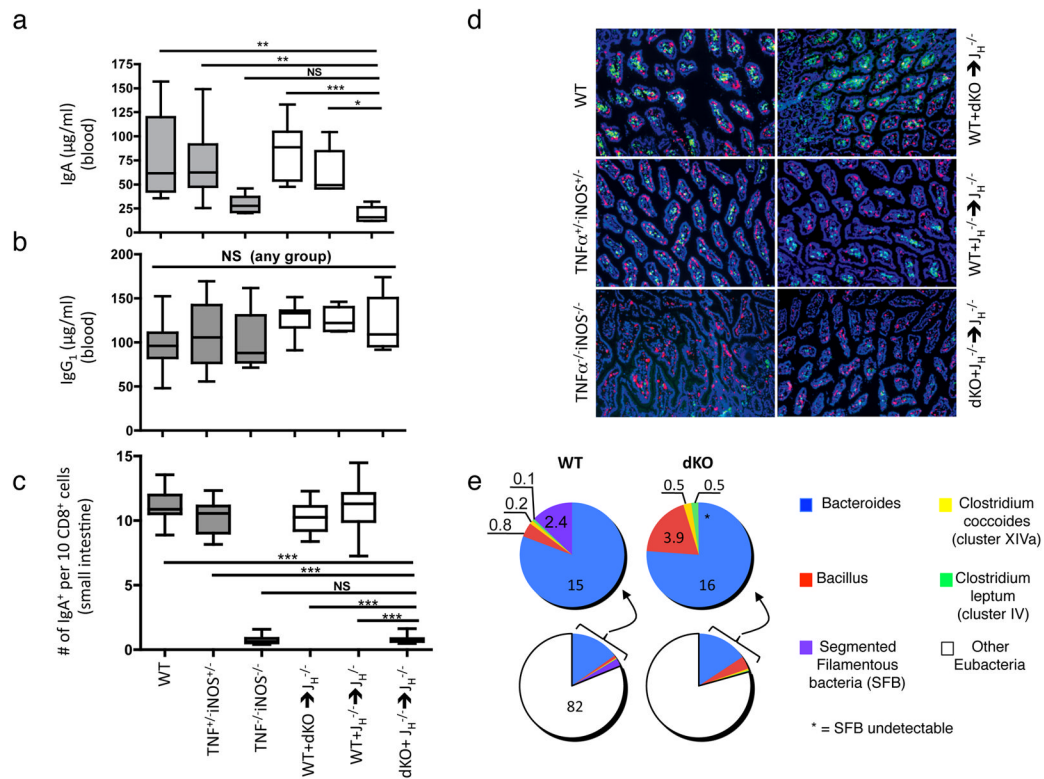 a
**
**
NS
***
*
IgA (μg/ml)
(blood)
175
150
125
100
75
50
25
0
b
NS (any group)
IgG1 (μg/ml)
(blood)
200
150
100
50
0
c
# of IgA+ per 10 CD8+ cells
(small intestine)
15
10
5
0
***
***
NS
***
***
WT
TNF+/-iNOS+/-
TNF-/-iNOS-/-
WT+dKO➔JH-/-
WT+JH-/-➔JH/-
dKO+ JH-/-➔JH-/-
d
WT
WT+dKO ➔JH-/-
TNFα+/-iNOS+/-
WT+JH-/-➔JH-/-
TNFα-/-iNOS-/-
dKO+JH-/-➔JH-/-
e
WT
dKO
0.1
0.2
0.8
2.4
15
0.5
0.5
*
3.9
16
82
Bacteroides
Bacillus
Segmented
Filamentous
bacteria (SFB)
Clostridium
coccoides
(cluster XIVa)
Clostridium
leptum
(cluster IV)
Other
Eubacteria
* = SFB undetectable